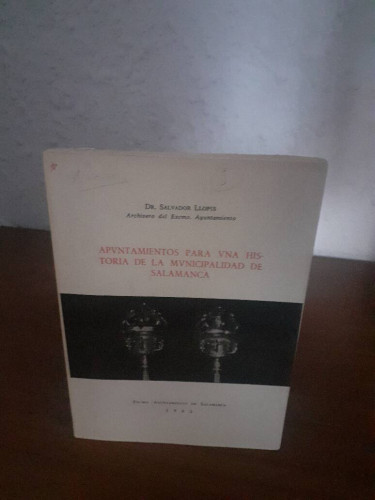 DR. SALVADOR LLOPIS
Archivero del Excmo. Ayuntamiento
APVNTAMIENTOS PARA VNA HIS-
TORIA DE LA MVNICIPALIDAD DE
SALAMANCA
EXCMO. AYUNTAMIENTO DE SALAMANCA